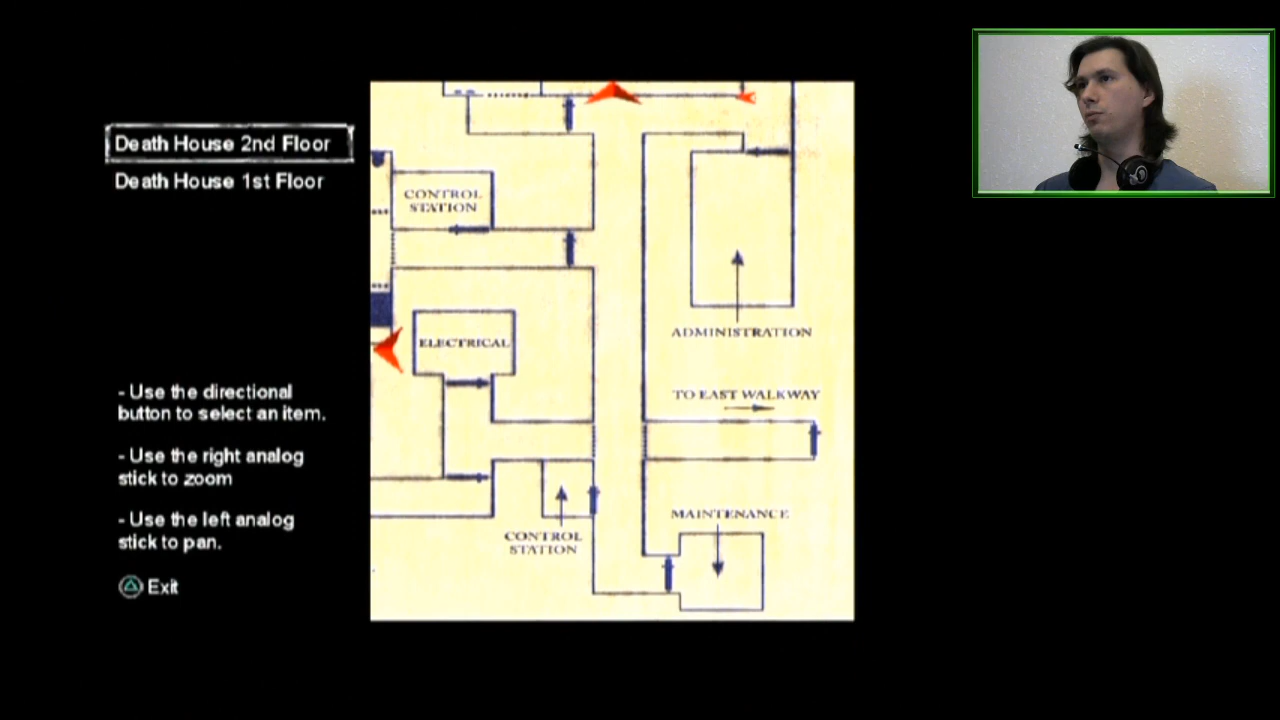 Death House 2nd Floor
Death House 1st Floor
- Use the directional
button to select an item.
- Use the right analog
stick to zoom
- Use the left analog
stick to pan.
Exit
CONTROL
STATION
ELECTRICAL
ADMINISTRATION
TO EAST WALKWAY
MAINTENANCE
CONTROL
STATION